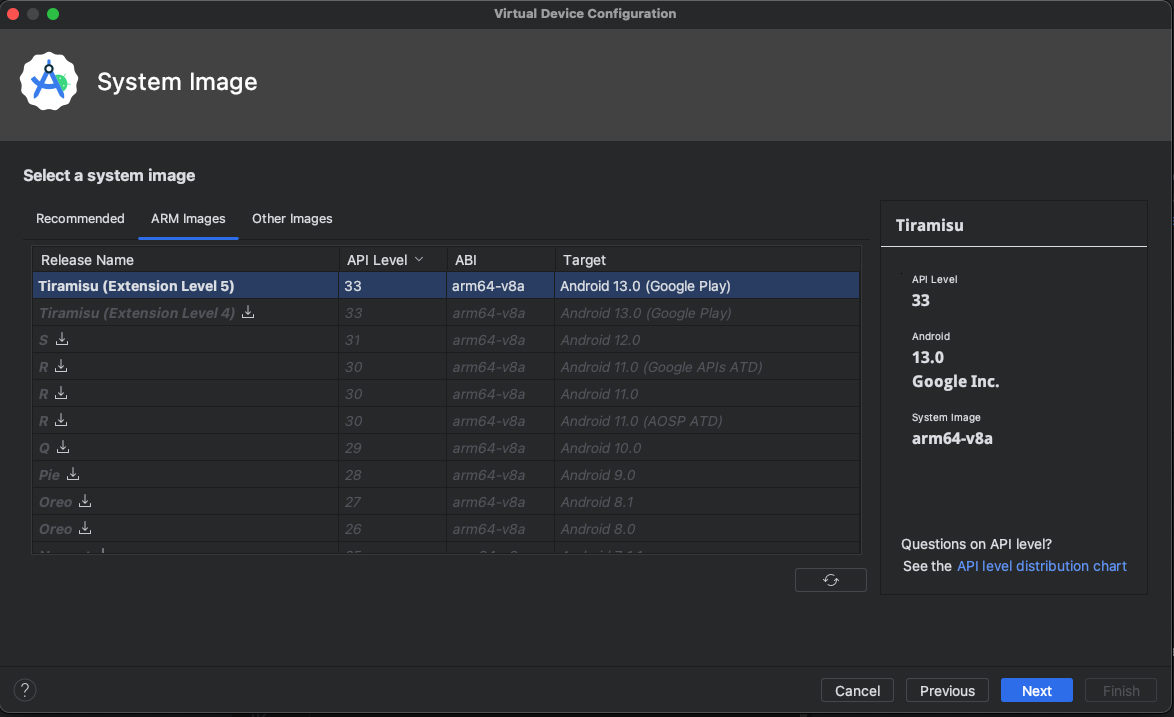 Virtual Device Configuration
System Image
Select a system image
Recommended ARM Images Other Images
Release Name API Level ABI Target
Tiramisu (Extension Level 5) 33 arm64-v8a Android 13.0 (Google Play)
Tiramisu (Extension Level 4) 33 arm64-v8a Android 13.0 (Google Play)
S 31 arm64-v8a Android 12.0
R 30 arm64-v8a Android 11.0 (Google APIs ATD)
R 30 arm64-v8a Android 11.0
R 30 arm64-v8a Android 11.0 (AOSP ATD)
Q 29 arm64-v8a Android 10.0
Pie 28 arm64-v8a Android 9.0
Oreo 27 arm64-v8a Android 8.1
Oreo 26 arm64-v8a Android 8.0
Tiramisu
API Level
33
Android
13.0
Google Inc.
System Image
arm64-v8a
Questions on API level?
See the API level distribution chart
?
Cancel Previous Next Finish